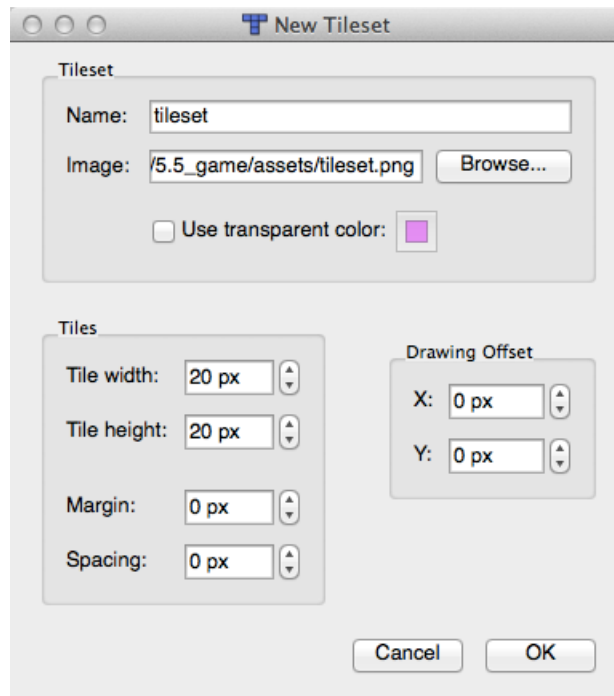 New Tileset
Tileset
Name: tileset
Image: /5.5_game/assets/tileset.png Browse...
Use transparent color:
Tiles
Tile width: 20 px
Tile height: 20 px
Margin: 0 px
Spacing: 0 px
Drawing Offset
X: 0 px
Y: 0 px
Cancel OK